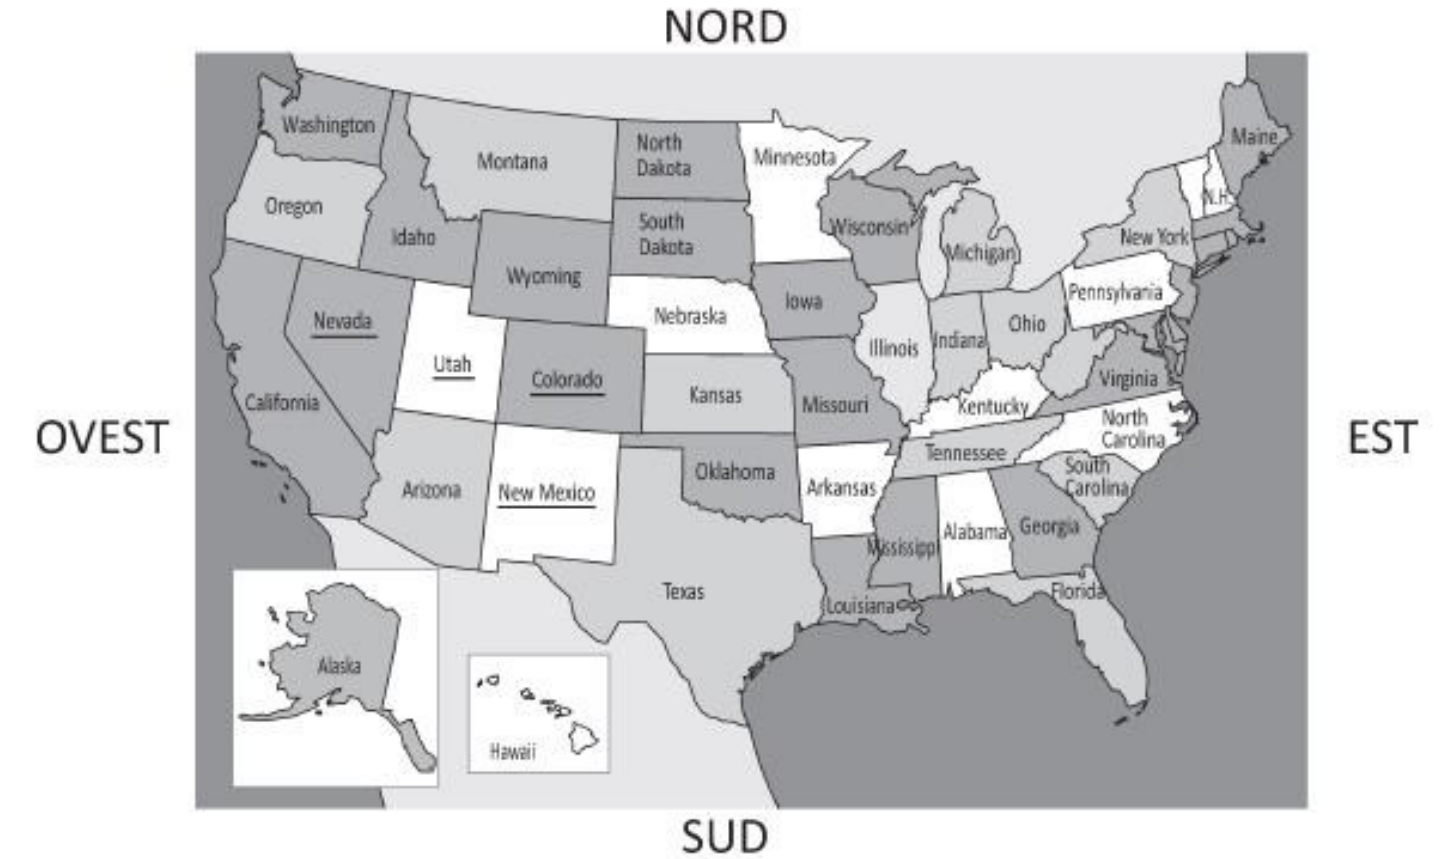 NORD
Washington
Montana
North
Dakota
Minnesota
Maine
Oregon
Idaho
South
Dakota
Wisconsin
Michigan
New York
N.H.
Wyoming
Nevada
Utah
Colorado
Nebraska
Iowa
Illinois
Indiana
Ohio
Pennsylvania
California
Kansas
Missouri
Kentucky
Virginia
OVEST
EST
Arizona
New Mexico
Oklahoma
Arkansas
Tennessee
North
Carolina
South
Carolina
Texas
Louisiana
Mississippi
Alabama
Georgia
Florida
Alaska
Hawaii
SUD